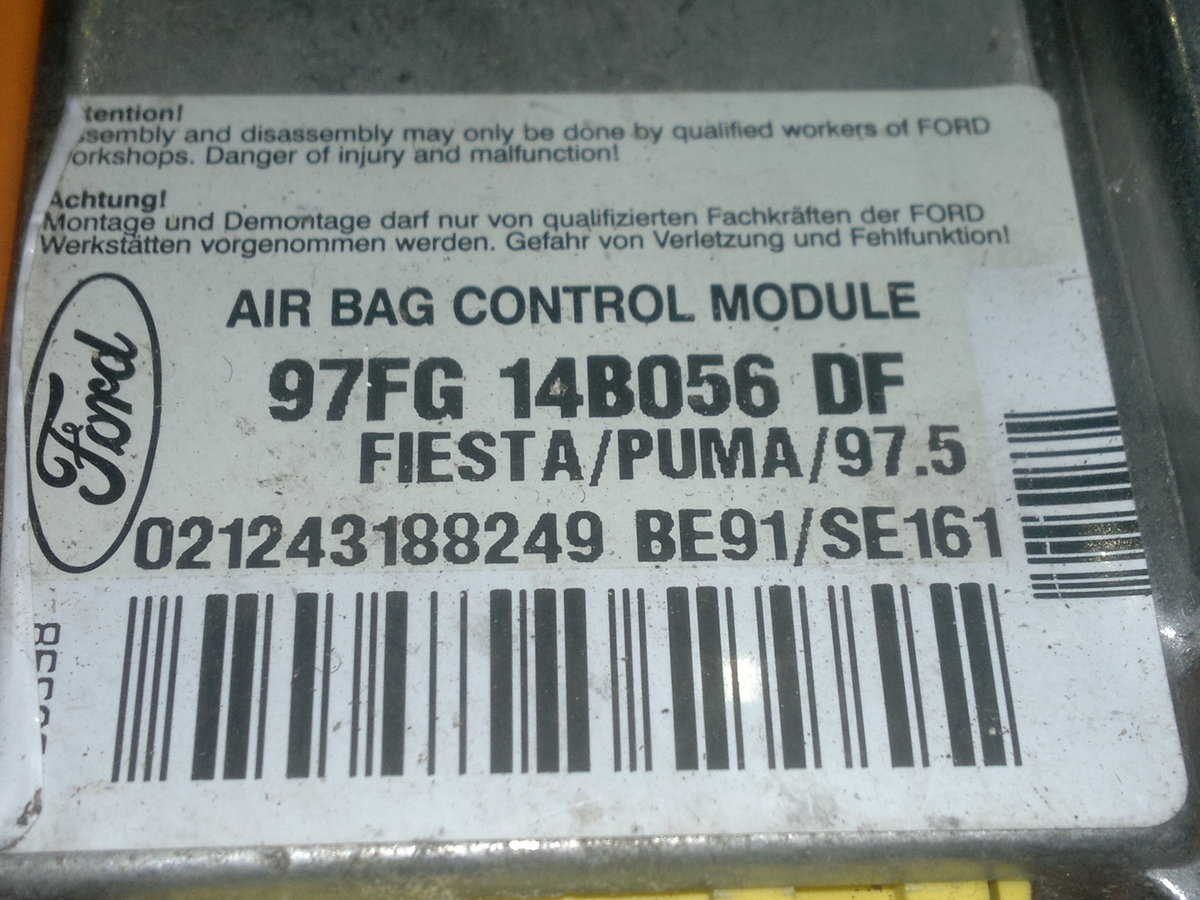 tention!
ssembly and disassembly may only be done by qualified workers of FORD
orkshops. Danger of injury and malfunction!
Achtung!
Montage und Demontage darf nur von qualifizierten Fachkräften der FORD
Werkstätten vorgenommen werden. Gefahr von Verletzung und Fehlfunktion!
Ford
AIR BAG CONTROL MODULE
97FG 14B056 DF
FIESTA/PUMA/97.5
021243188249 BE91/SE161